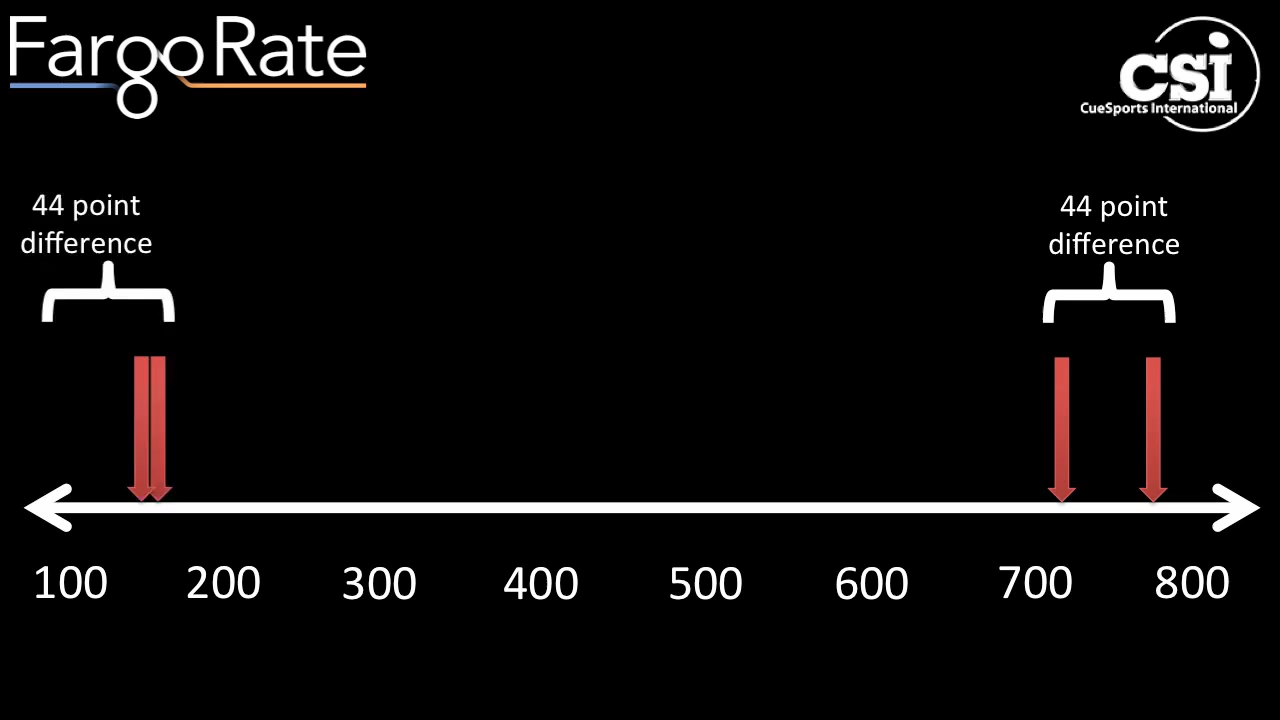 FargoRate
CSi
CueSports International
44 point
difference
44 point
difference
100 200 300 400 500 600 700 800